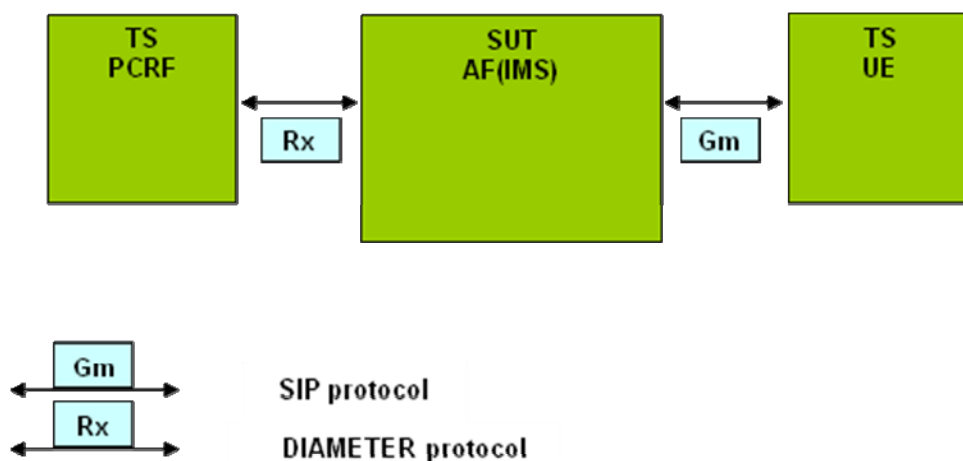 TS
PCRF
SUT
AF(IMS)
TS
UE
Rx
Gm
Gm
SIP protocol
Rx
DIAMETER protocol